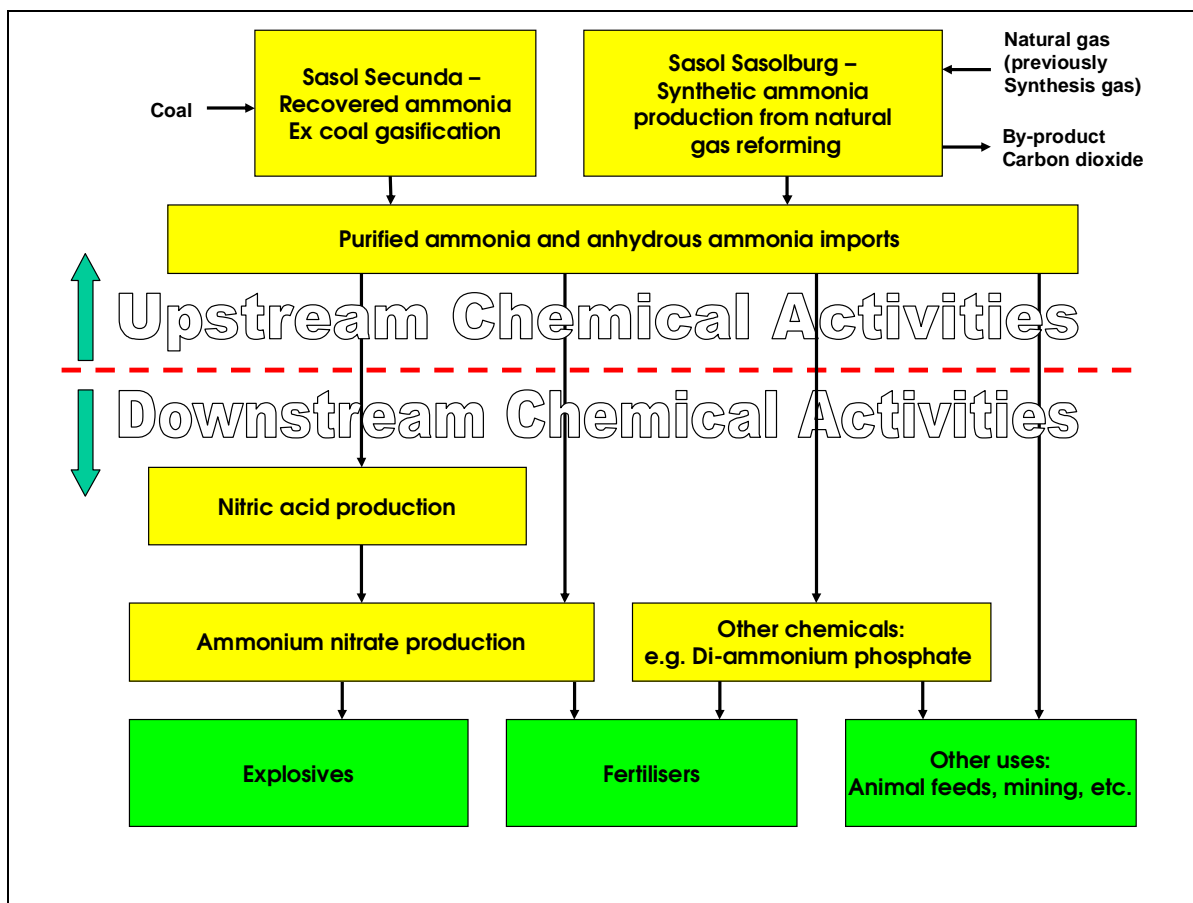 Coal
Sasol Secunda –
Recovered ammonia
Ex coal gasification
Sasol Sasolburg –
Synthetic ammonia
production from natural
gas reforming
Natural gas
(previously
Synthesis gas)
By-product
Carbon dioxide
Purified ammonia and anhydrous ammonia imports
Upstream Chemical Activities
Downstream Chemical Activities
Nitric acid production
Ammonium nitrate production
Other chemicals:
e.g. Di-ammonium phosphate
Explosives
Fertilisers
Other uses:
Animal feeds, mining, etc.